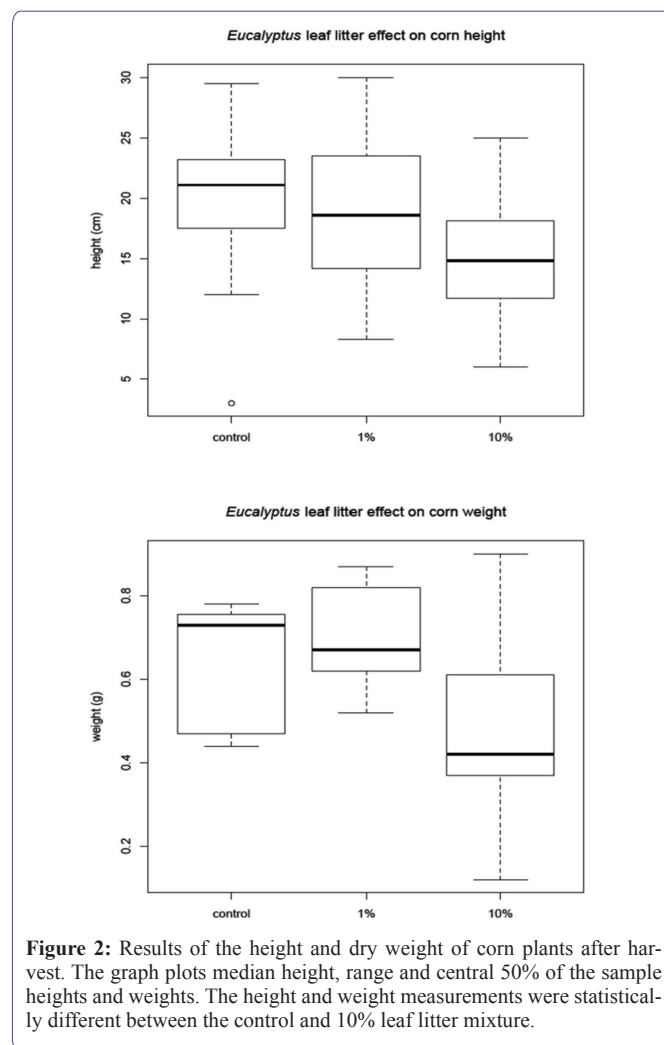 Eucalyptus leaf litter effect on corn height
30
25
20
15
10
5
height (cm)
control 1% 10%
Eucalyptus leaf litter effect on corn weight
0.8
0.6
0.4
0.2
weight (g)
control 1% 10%
Figure 2: Results of the height and dry weight of corn plants after har-
vest. The graph plots median height, range and central 50% of the sample
heights and weights. The height and weight measurements were statistical-
ly different between the control and 10% leaf litter mixture.